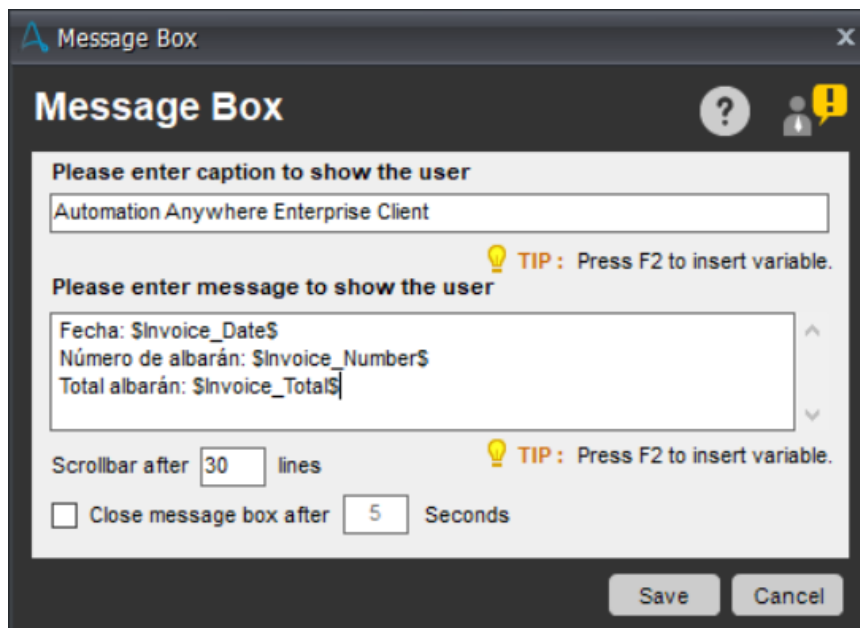 Message Box
x
Message Box
?
!
Please enter caption to show the user
Automation Anywhere Enterprise Client
TIP : Press F2 to insert variable.
Please enter message to show the user
Fecha: $Invoice_Date$
Número de albarán: $Invoice_Number$
Total albarán: $Invoice_Total$
TIP : Press F2 to insert variable.
Scrollbar after 30 lines
Close message box after 5 Seconds
Save Cancel